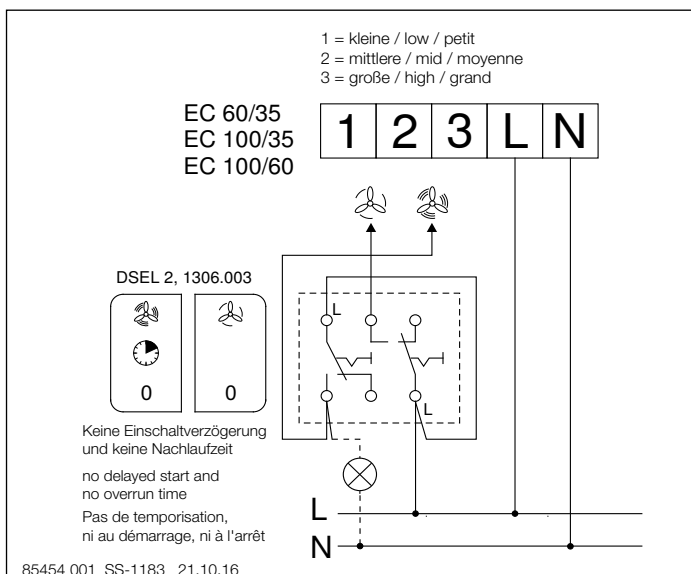 1 = kleine / low / petit
2 = mittlere / mid / moyenne
3 = große / high / grand
EC 60/35
EC 100/35
EC 100/60
1 2 3 L N
DSEL 2, 1306.003
0 0
L
L
Keine Einschaltverzögerung
und keine Nachlaufzeit
no delayed start and
no overrun time
Pas de temporisation,
ni au démarrage, ni à l'arrêt
L
N
85454 001 SS-1183 21.10.16